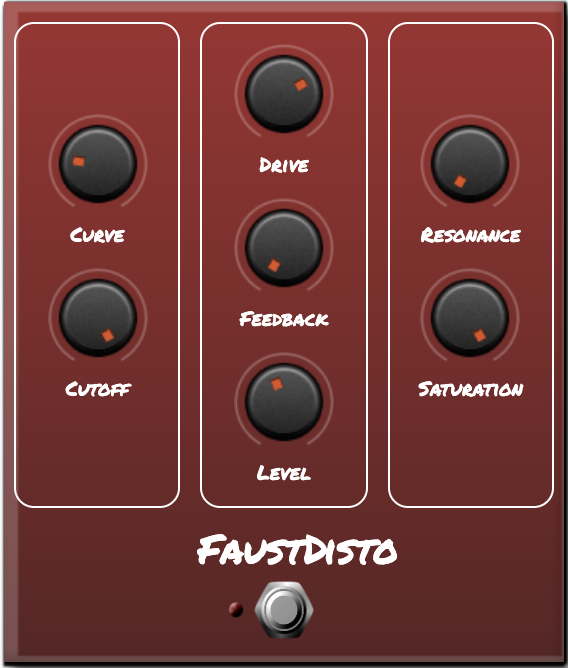 Drive
Curve
Resonance
Feedback
Cutoff
Saturation
Level
FaustDisto